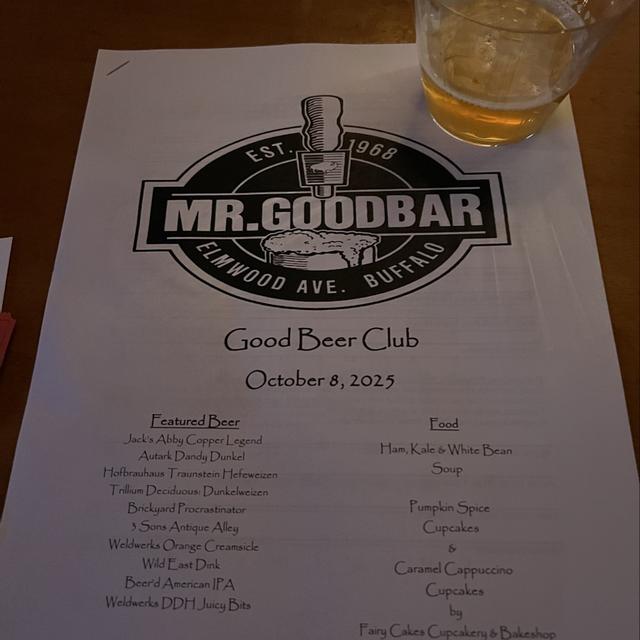 EST. 1968
MR. GOODBAR
ELMWOOD AVE. BUFFALO
Good Beer Club
October 8, 2025
Featured Beer
Jack's Abby Copper Legend
Autark Dandy Dunkel
Hofbrauhaus Traunstein Hefeweizen
Trillium Deciduous: Dunkelweizen
Brickyard Procrastinator
3 Sons Antique Alley
Weldwerks Orange Creamsicle
Wild East Dink
Beer'd American IPA
Weldwerks DDH Juicy Bits
Food
Ham, Kale & White Bean
Soup
Pumpkin Spice
Cupcakes
&
Caramel Cappuccino
Cupcakes
by
Fairy Cakes Cupcakery & Bakeshop